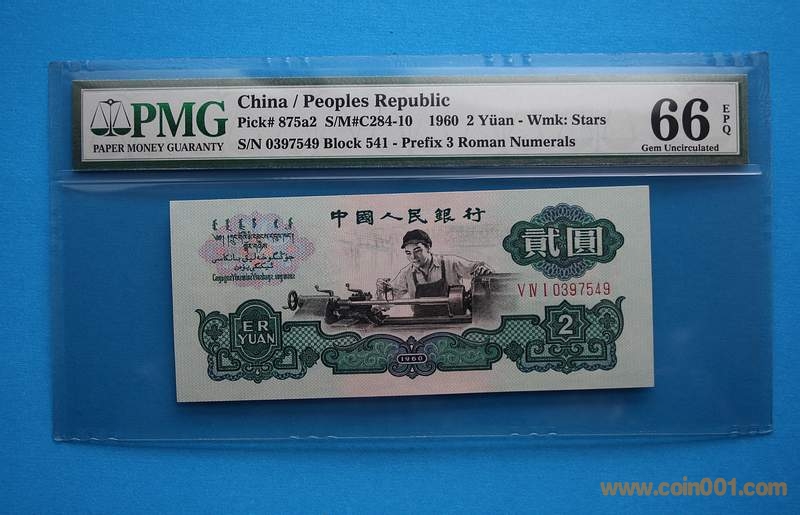 PMG
PAPER MONEY GUARANTY
China / Peoples Republic
Pick# 875a2 S/M#C284-10 1960 2 Yüan - Wmk: Stars
S/N 0397549 Block 541 - Prefix 3 Roman Numerals
66
EPQ
Gem Uncirculated
中國人民銀行
貳圓
V IV I 0397549
ER
YUAN
1960
2
www.coin001.com